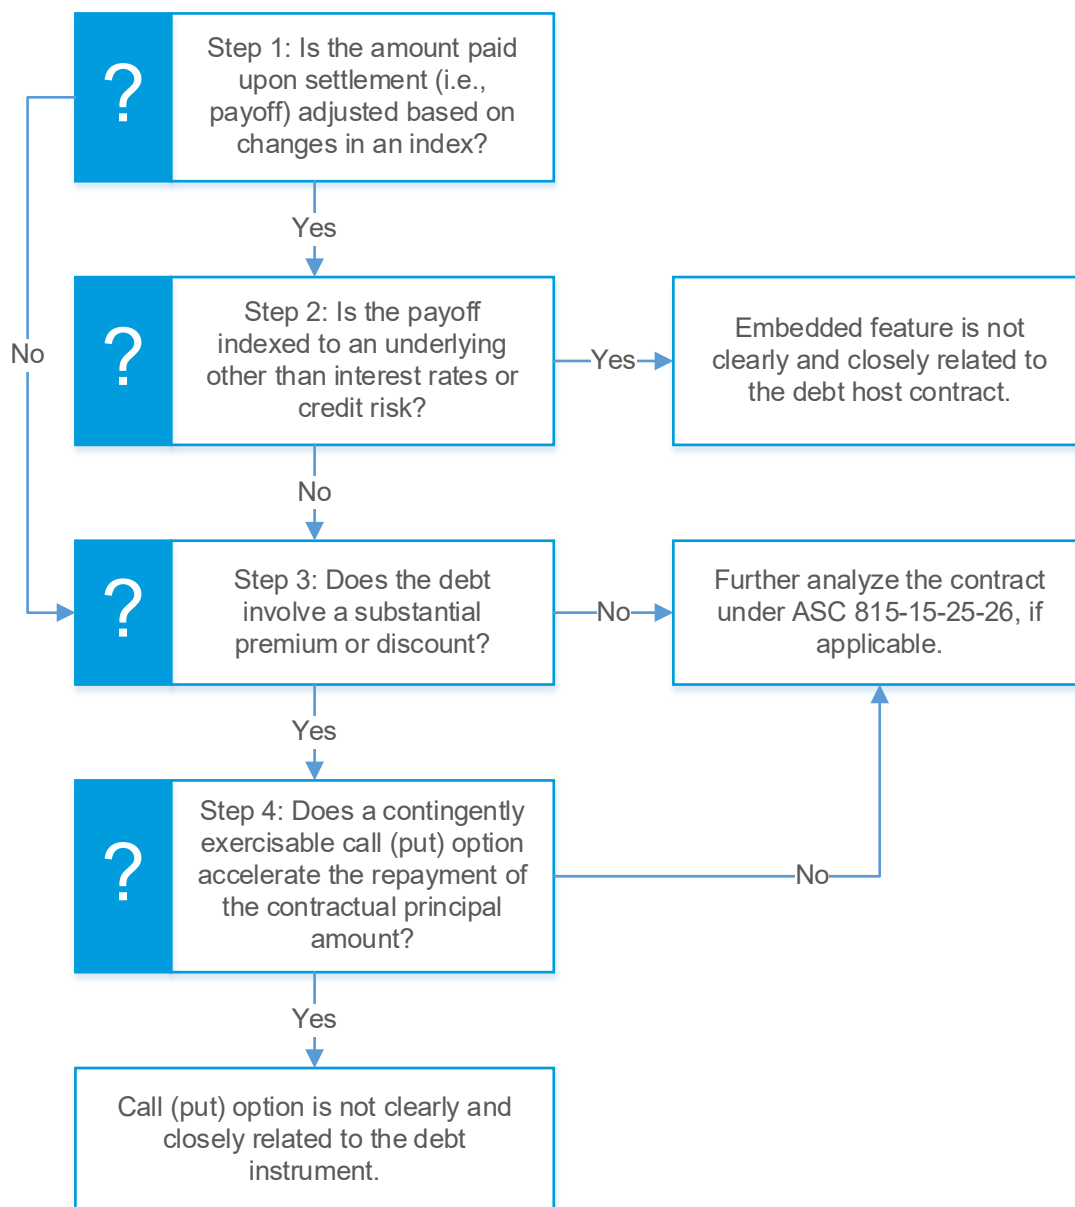 ?
Step 1: Is the amount paid
upon settlement (i.e.,
payoff) adjusted based on
changes in an index?
Yes
?
Step 2: Is the payoff
indexed to an underlying
other than interest rates or
credit risk?
Yes
Embedded feature is not
clearly and closely related to
the debt host contract.
No
No
?
Step 3: Does the debt
involve a substantial
premium or discount?
No
Further analyze the contract
under ASC 815-15-25-26, if
applicable.
Yes
?
Step 4: Does a contingently
exercisable call (put) option
accelerate the repayment of
the contractual principal
amount?
No
Yes
Call (put) option is not clearly and
closely related to the debt
instrument.